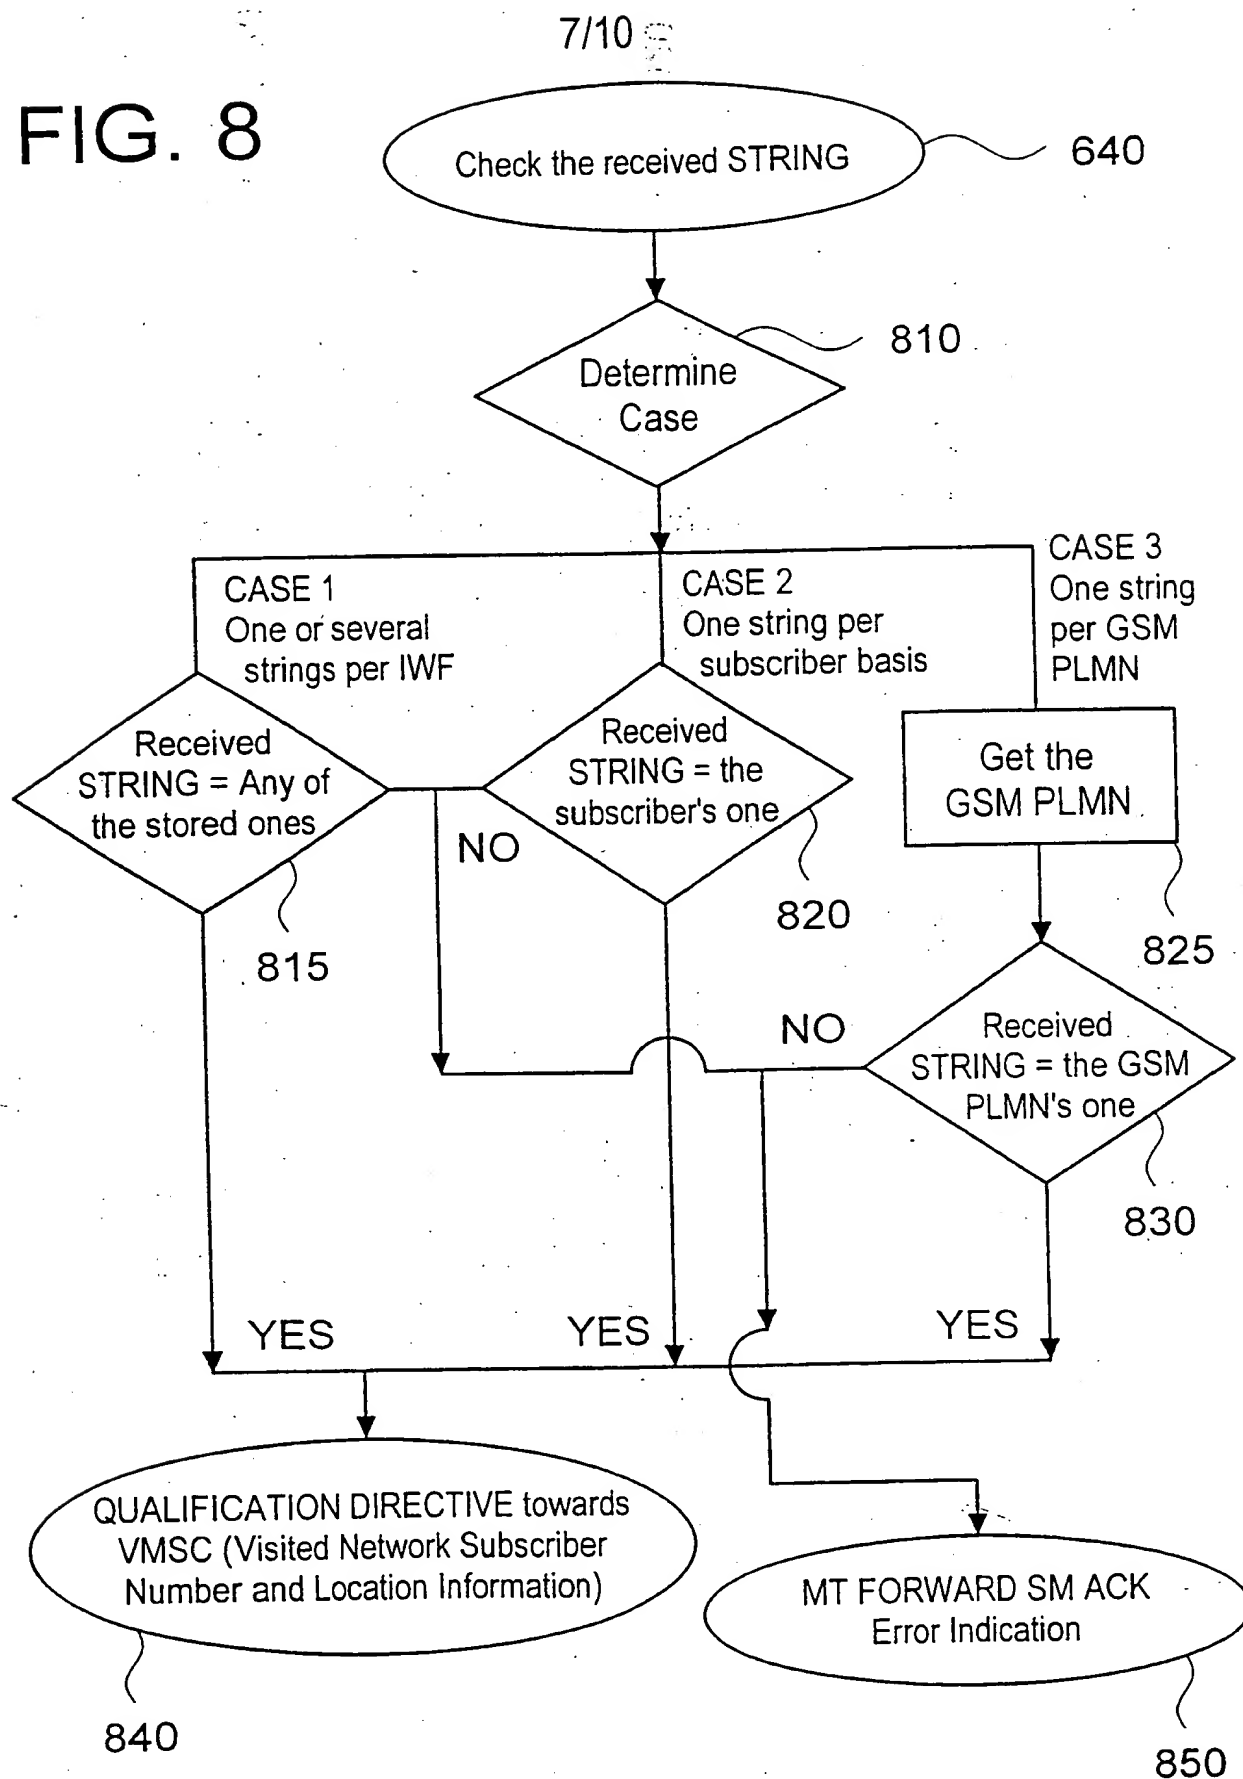 7/10
FIG. 8
Check the received STRING
640
Determine
Case
810
CASE 1
One or several
strings per IWF
CASE 2
One string per
subscriber basis
CASE 3
One string
per GSM
PLMN
Received
STRING = Any of
the stored ones
815
NO
Received
STRING = the
subscriber's one
820
Get the
GSM PLMN
825
NO
Received
STRING = the GSM
PLMN's one
830
YES
YES
YES
QUALIFICATION DIRECTIVE towards
VMSC (Visited Network Subscriber
Number and Location Information)
840
MT FORWARD SM ACK
Error Indication
850